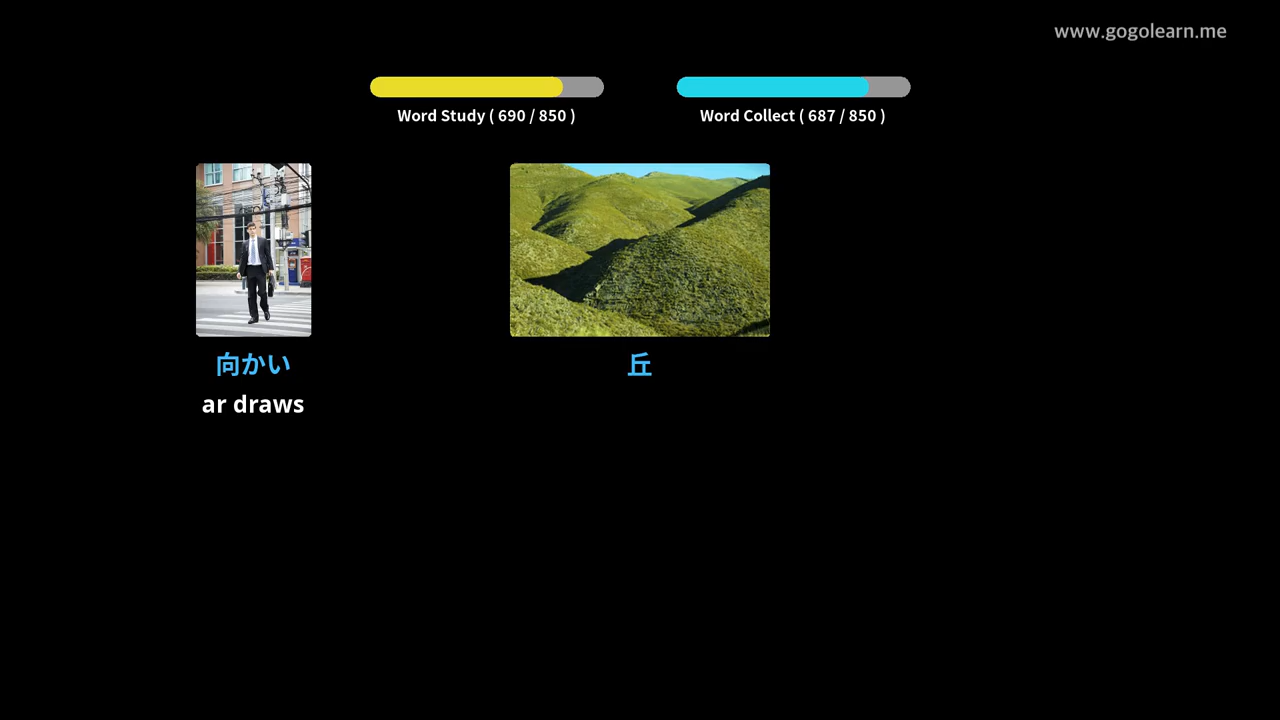 www.gogolearn.me
Word Study ( 690 / 850 )
Word Collect ( 687 / 850 )
向かい
丘
ar draws